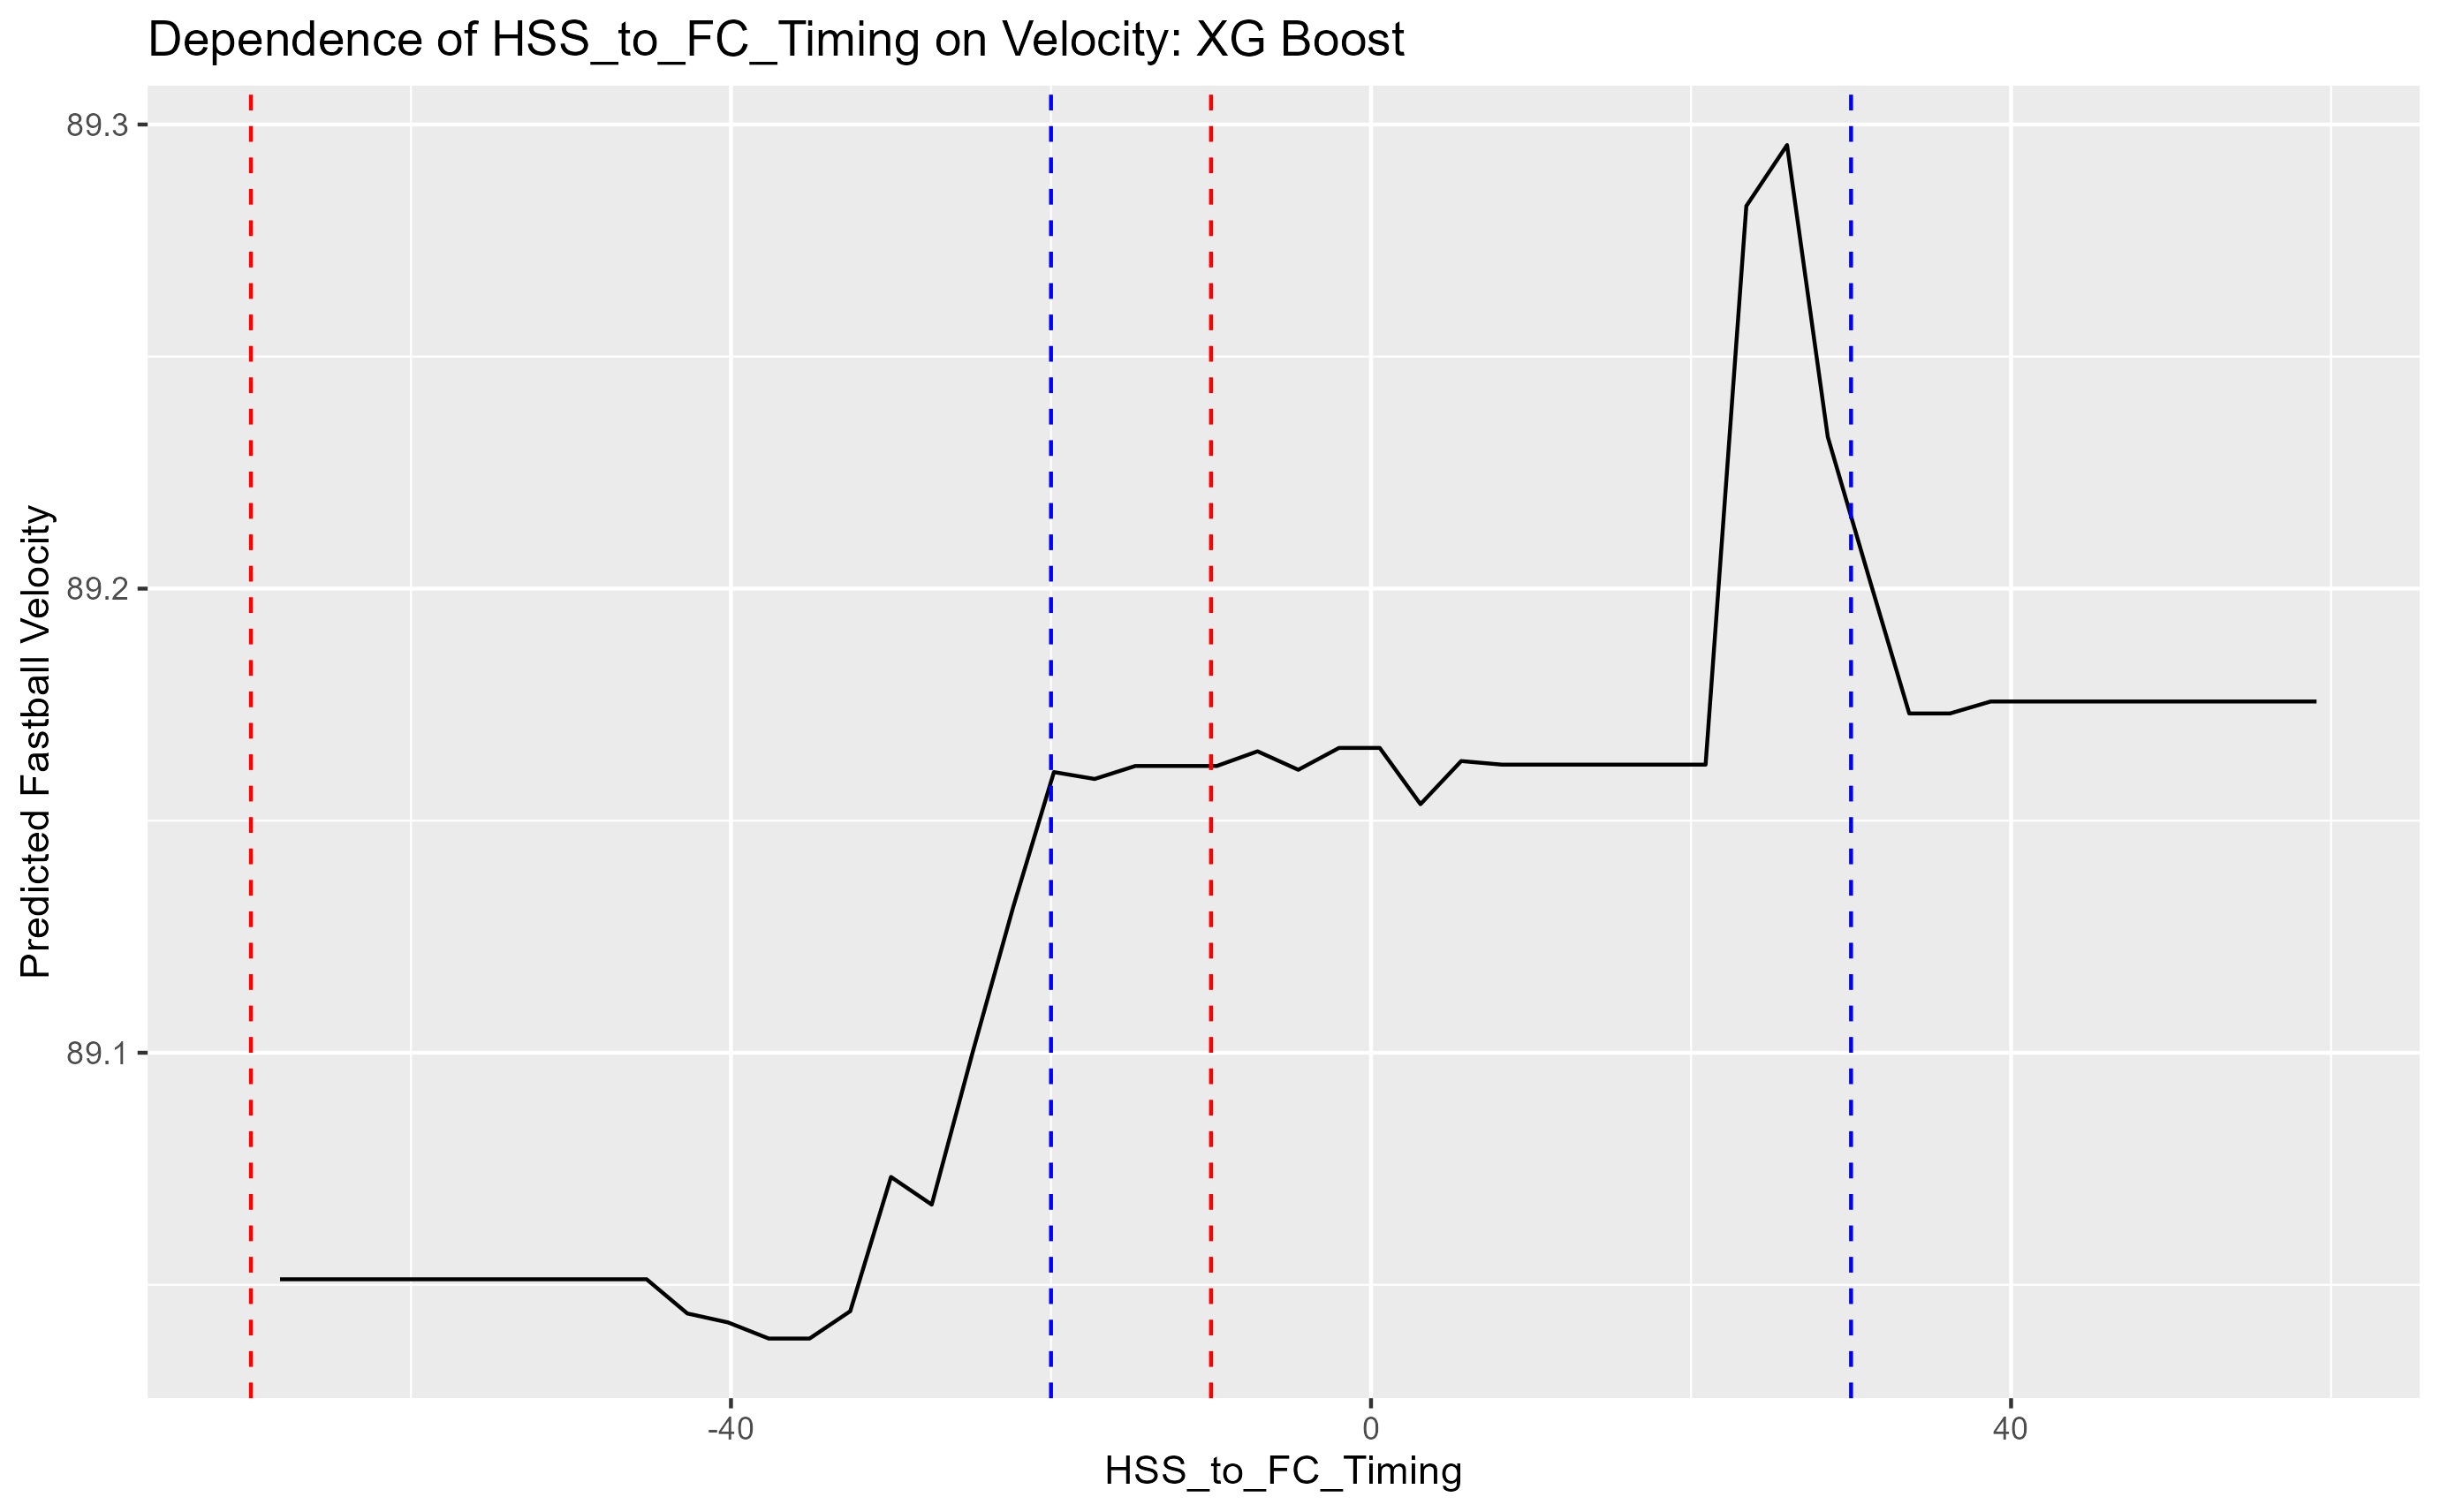 Dependence of HSS_to_FC_Timing on Velocity: XG Boost
Predicted Fastball Velocity
89.3
89.2
89.1
-40
0
40
HSS_to_FC_Timing